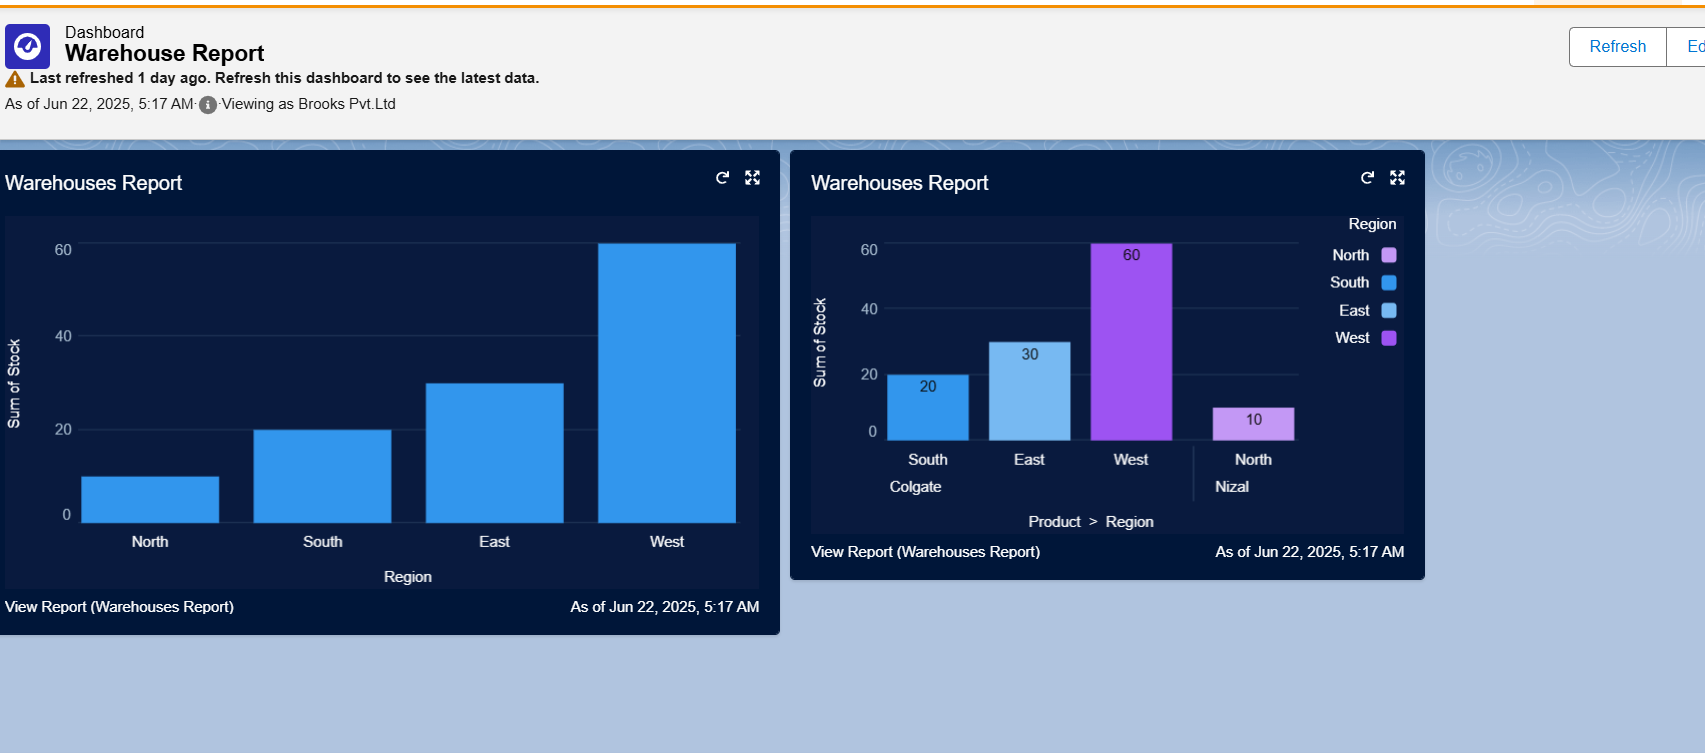 Dashboard
Warehouse Report
Refresh
Last refreshed 1 day ago. Refresh this dashboard to see the latest data.
As of Jun 22, 2025, 5:17 AM·Viewing as Brooks Pvt.Ltd
Warehouses Report
Sum of Stock
60
40
20
0
North South East West
Region
View Report (Warehouses Report) As of Jun 22, 2025, 5:17 AM
Warehouses Report
Region
North
South
East
West
Sum of Stock
60
40
20
0
20 30 60 10
South East West North
Colgate Nizal
Product > Region
View Report (Warehouses Report) As of Jun 22, 2025, 5:17 AM